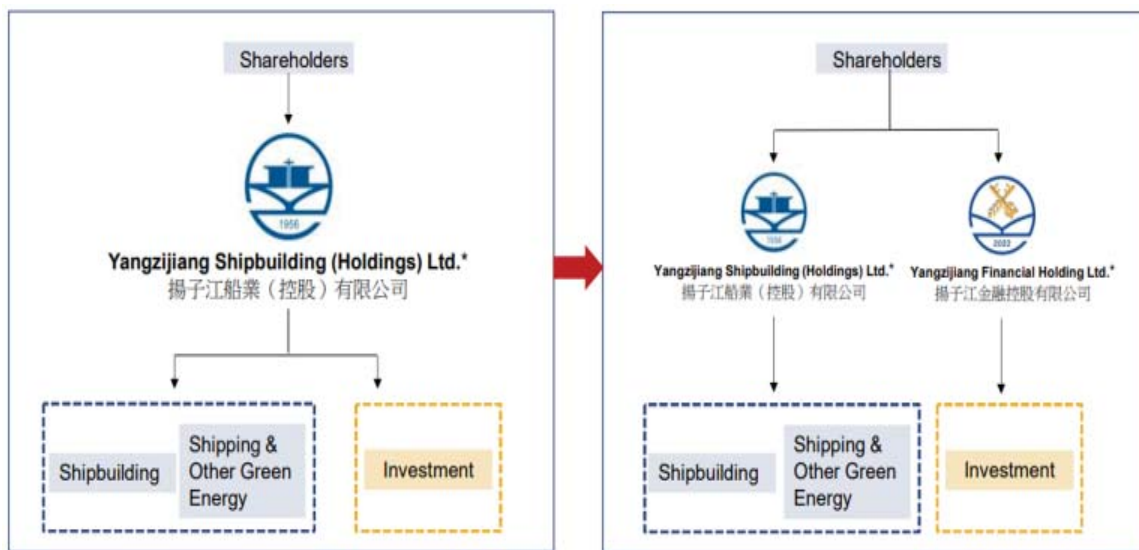 Shareholders
1956
Yangzijiang Shipbuilding (Holdings) Ltd.*
揚子江船業（控股）有限公司
Shipbuilding
Shipping &
Other Green
Energy
Investment
Shareholders
1956
Yangzijiang Shipbuilding (Holdings) Ltd.*
揚子江船業（控股）有限公司
2022
Yangzijiang Financial Holding Ltd.*
揚子江金融控股有限公司
Shipbuilding
Shipping &
Other Green
Energy
Investment